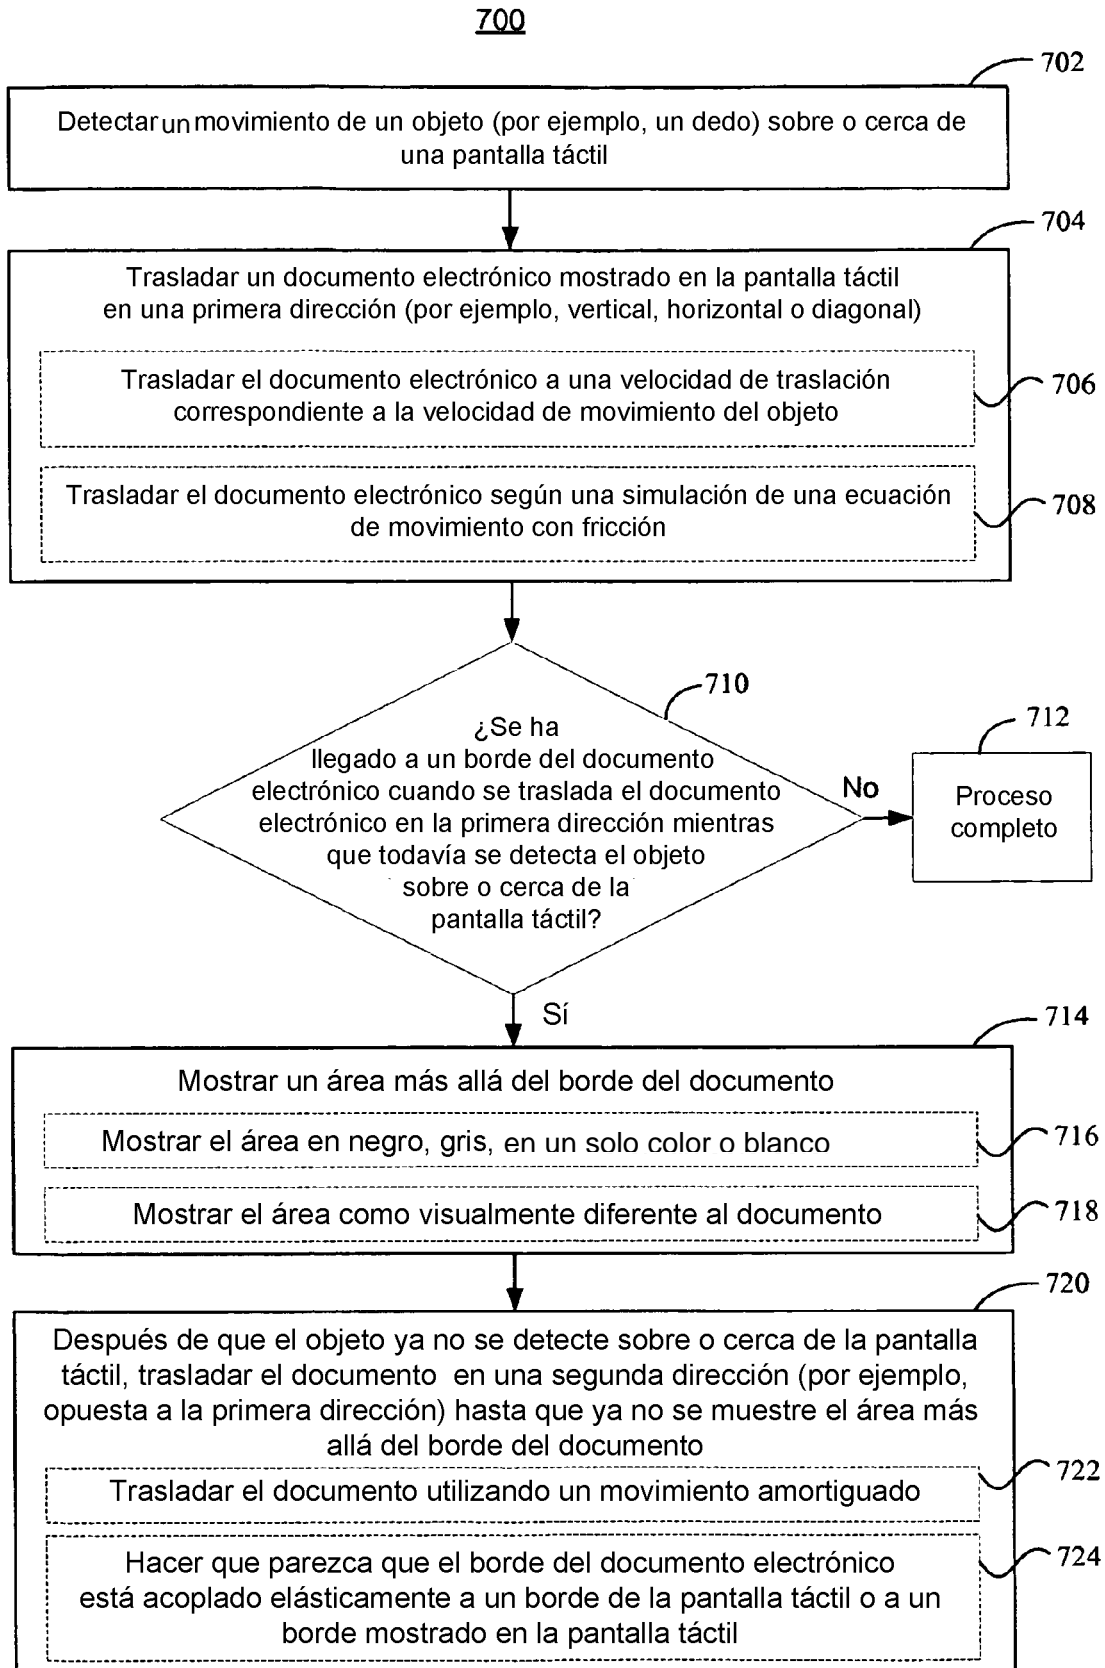 700
702
Detectar un movimiento de un objeto (por ejemplo, un dedo) sobre o cerca de
una pantalla táctil
704
Trasladar un documento electrónico mostrado en la pantalla táctil
en una primera dirección (por ejemplo, vertical, horizontal o diagonal)
Trasladar el documento electrónico a una velocidad de traslación
correspondiente a la velocidad de movimiento del objeto
706
Trasladar el documento electrónico según una simulación de una ecuación
de movimiento con fricción
708
710
¿Se ha
llegado a un borde del documento
electrónico cuando se traslada el documento
electrónico en la primera dirección mientras
que todavía se detecta el objeto
sobre o cerca de la
pantalla táctil?
No
712
Proceso
completo
Sí
714
Mostrar un área más allá del borde del documento
Mostrar el área en negro, gris, en un solo color o blanco
716
Mostrar el área como visualmente diferente al documento
718
720
Después de que el objeto ya no se detecte sobre o cerca de la pantalla
táctil, trasladar el documento en una segunda dirección (por ejemplo,
opuesta a la primera dirección) hasta que ya no se muestre el área más
allá del borde del documento
Trasladar el documento utilizando un movimiento amortiguado
722
Hacer que parezca que el borde del documento electrónico
está acoplado elásticamente a un borde de la pantalla táctil o a un
borde mostrado en la pantalla táctil
724